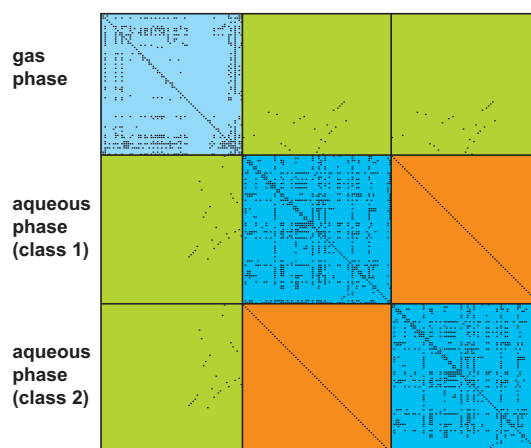 gas
phase
aqueous
phase
(class 1)
aqueous
phase
(class 2)